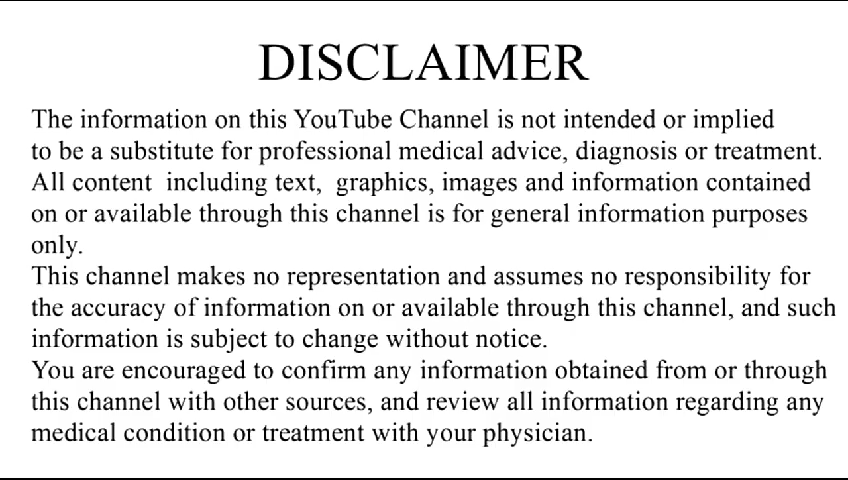 DISCLAIMER
The information on this YouTube Channel is not intended or implied
to be a substitute for professional medical advice, diagnosis or treatment.
All content  including text,  graphics, images and information contained
on or available through this channel is for general information purposes
only.
This channel makes no representation and assumes no responsibility for
the accuracy of information on or available through this channel, and such
information is subject to change without notice.
You are encouraged to confirm any information obtained from or through
this channel with other sources, and review all information regarding any
medical condition or treatment with your physician.